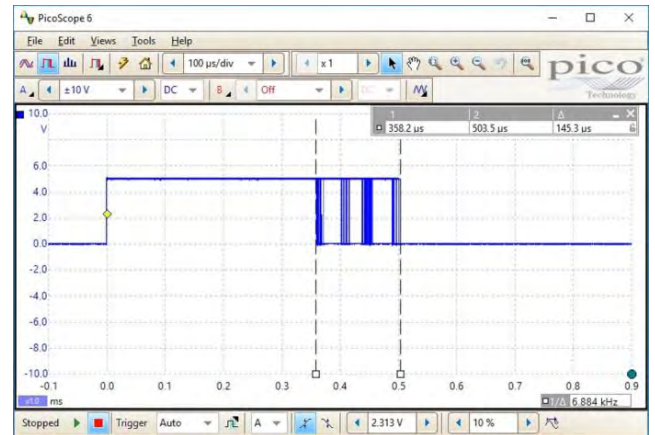 PicoScope 6
File Edit Views Tools Help
100 µs/div x 1
pico
Technology
A ±10 V DC B Off
10.0
V
1 2 Δ
358.2 µs 503.5 µs 145.3 µs
6.0
4.0
2.0
0.0
-2.0
-4.0
-6.0
-8.0
-10.0
-0.1 0.0 0.1 0.2 0.3 0.4 0.5 0.6 0.7 0.8 0.9
x1.0 ms
1/Δ 6.884 kHz
Stopped Trigger Auto A 2.313 V 10 %